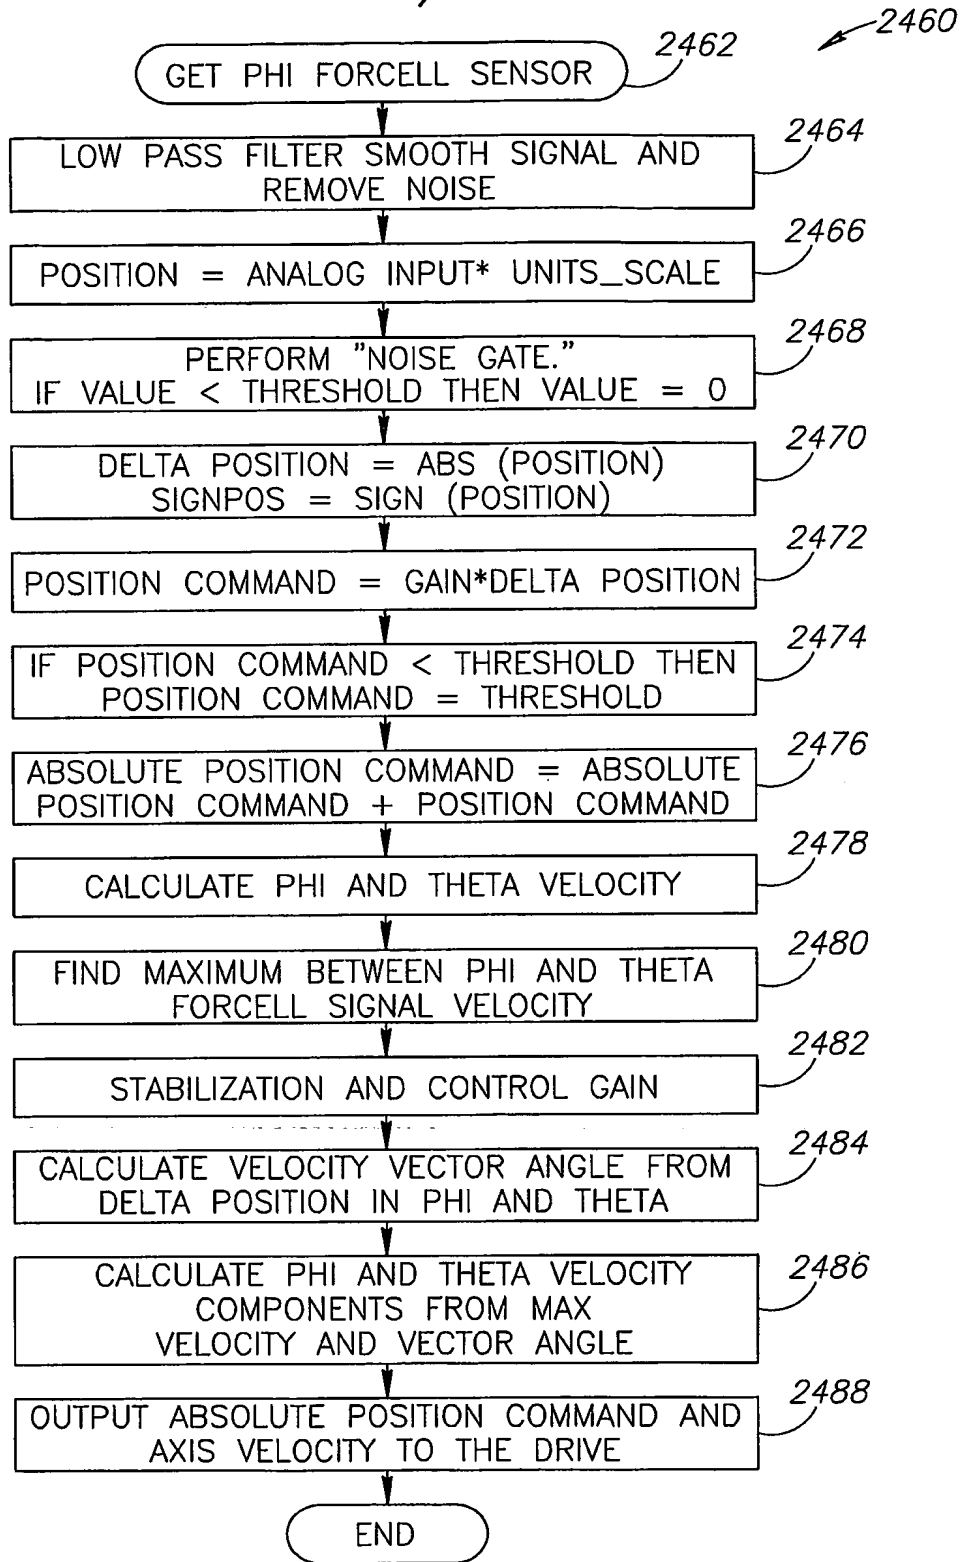 2460
GET PHI FORCELL SENSOR
2462
LOW PASS FILTER SMOOTH SIGNAL AND
REMOVE NOISE
2464
POSITION = ANALOG INPUT* UNITS_SCALE
2466
PERFORM "NOISE GATE."
IF VALUE < THRESHOLD THEN VALUE = 0
2468
DELTA POSITION = ABS (POSITION)
SIGNPOS = SIGN (POSITION)
2470
POSITION COMMAND = GAIN*DELTA POSITION
2472
IF POSITION COMMAND < THRESHOLD THEN
POSITION COMMAND = THRESHOLD
2474
ABSOLUTE POSITION COMMAND = ABSOLUTE
POSITION COMMAND + POSITION COMMAND
2476
CALCULATE PHI AND THETA VELOCITY
2478
FIND MAXIMUM BETWEEN PHI AND THETA
FORCELL SIGNAL VELOCITY
2480
STABILIZATION AND CONTROL GAIN
2482
CALCULATE VELOCITY VECTOR ANGLE FROM
DELTA POSITION IN PHI AND THETA
2484
CALCULATE PHI AND THETA VELOCITY
COMPONENTS FROM MAX
VELOCITY AND VECTOR ANGLE
2486
OUTPUT ABSOLUTE POSITION COMMAND AND
AXIS VELOCITY TO THE DRIVE
2488
END